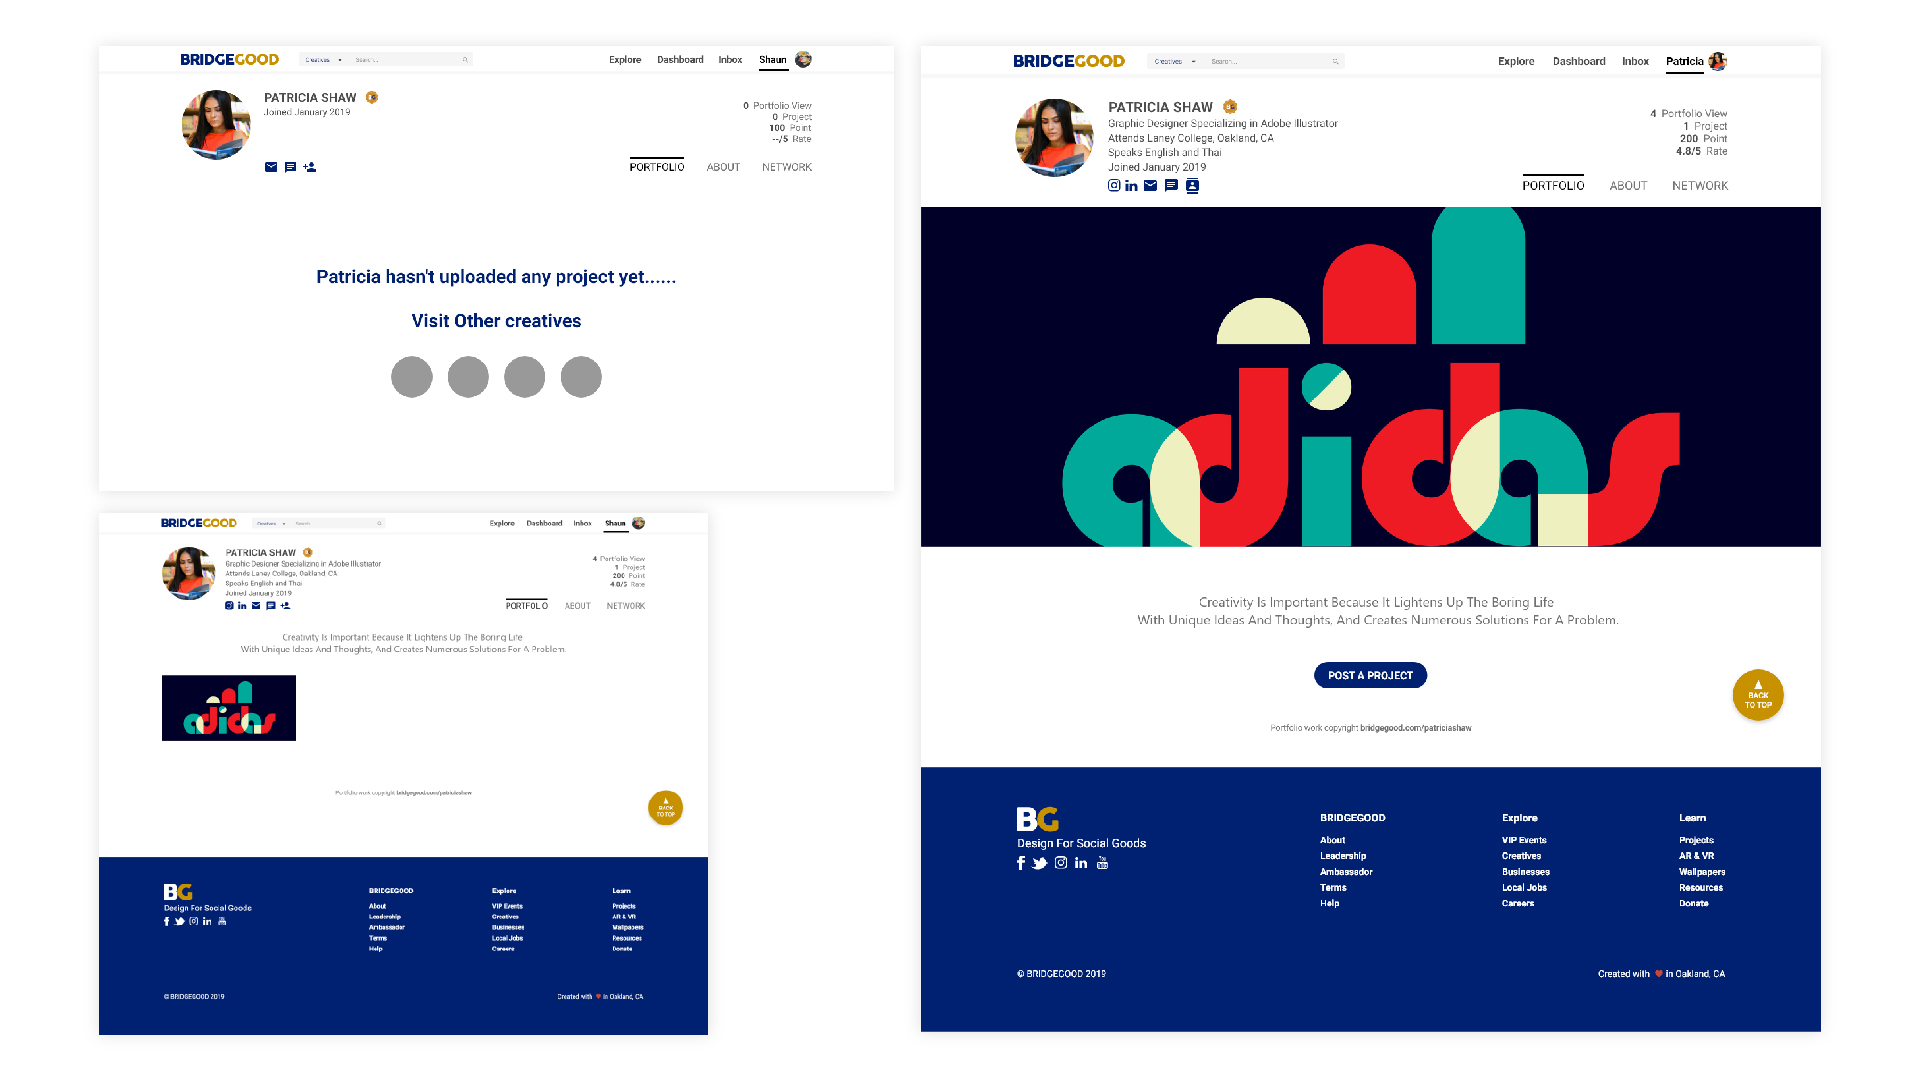 BRIDGEGOOD Creatives Search... Explore Dashboard Inbox Shaun
PATRICIA SHAW
Joined January 2019
0 Portfolio View
0 Project
100 Point
--/5 Rate
PORTFOLIO ABOUT NETWORK
Patricia hasn't uploaded any project yet......
Visit Other creatives
BRIDGEGOOD Creatives Search Explore Dashboard Inbox Shaun
PATRICIA SHAW
Graphic Designer Specializing in Adobe Illustrator
Attends Laney College, Oakland, CA
Speaks English and Thai
Joined January 2019
4 Portfolio View
1 Project
200 Point
4.8/5 Rate
PORTFOLIO ABOUT NETWORK
Creativity Is Important Because It Lightens Up The Boring Life
With Unique Ideas And Thoughts, And Creates Numerous Solutions For A Problem.
adidas
Portfolio work copyright bridgegood.com/patriciashaw
BACK
TO TOP
BG
Design For Social Goods
BRIDGEGOOD
About
Leadership
Ambassador
Terms
Help
Explore
VIP Events
Creatives
Businesses
Local Jobs
Careers
Learn
Projects
AR & VR
Wallpapers
Resources
Donate
© BRIDGEGOOD 2019
Created with ♥ in Oakland, CA
BRIDGEGOOD Creatives Search... Explore Dashboard Inbox Patricia
PATRICIA SHAW
Graphic Designer Specializing in Adobe Illustrator
Attends Laney College, Oakland, CA
Speaks English and Thai
Joined January 2019
4 Portfolio View
1 Project
200 Point
4.8/5 Rate
PORTFOLIO ABOUT NETWORK
adidas
Creativity Is Important Because It Lightens Up The Boring Life
With Unique Ideas And Thoughts, And Creates Numerous Solutions For A Problem.
POST A PROJECT
BACK
TO TOP
Portfolio work copyright bridgegood.com/patriciashaw
BG
Design For Social Goods
You
Tube
BRIDGEGOOD
About
Leadership
Ambassador
Terms
Help
Explore
VIP Events
Creatives
Businesses
Local Jobs
Careers
Learn
Projects
AR & VR
Wallpapers
Resources
Donate
© BRIDGEGOOD 2019
Created with ♥ in Oakland, CA